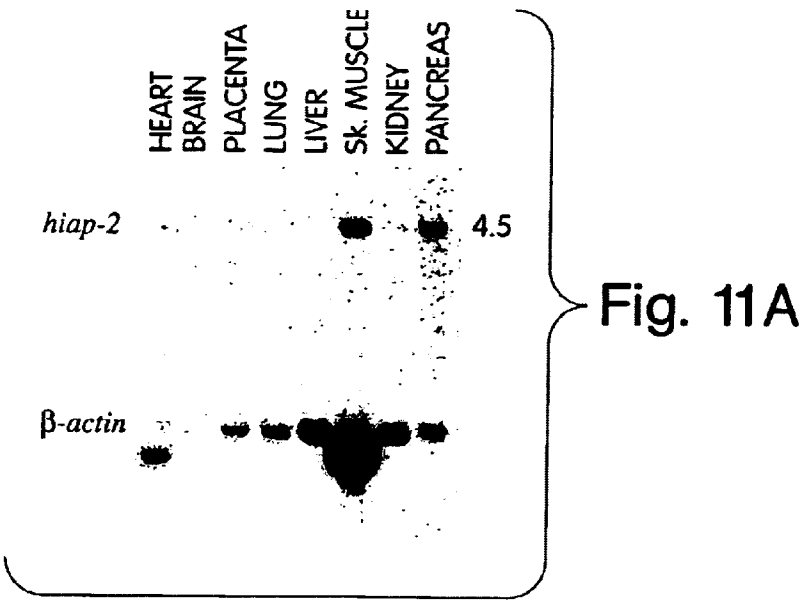 HEART
BRAIN
PLACENTA
LUNG
LIVER
Sk. MUSCLE
KIDNEY
PANCREAS
hiap-2
4.5
β-actin
Fig. 11A